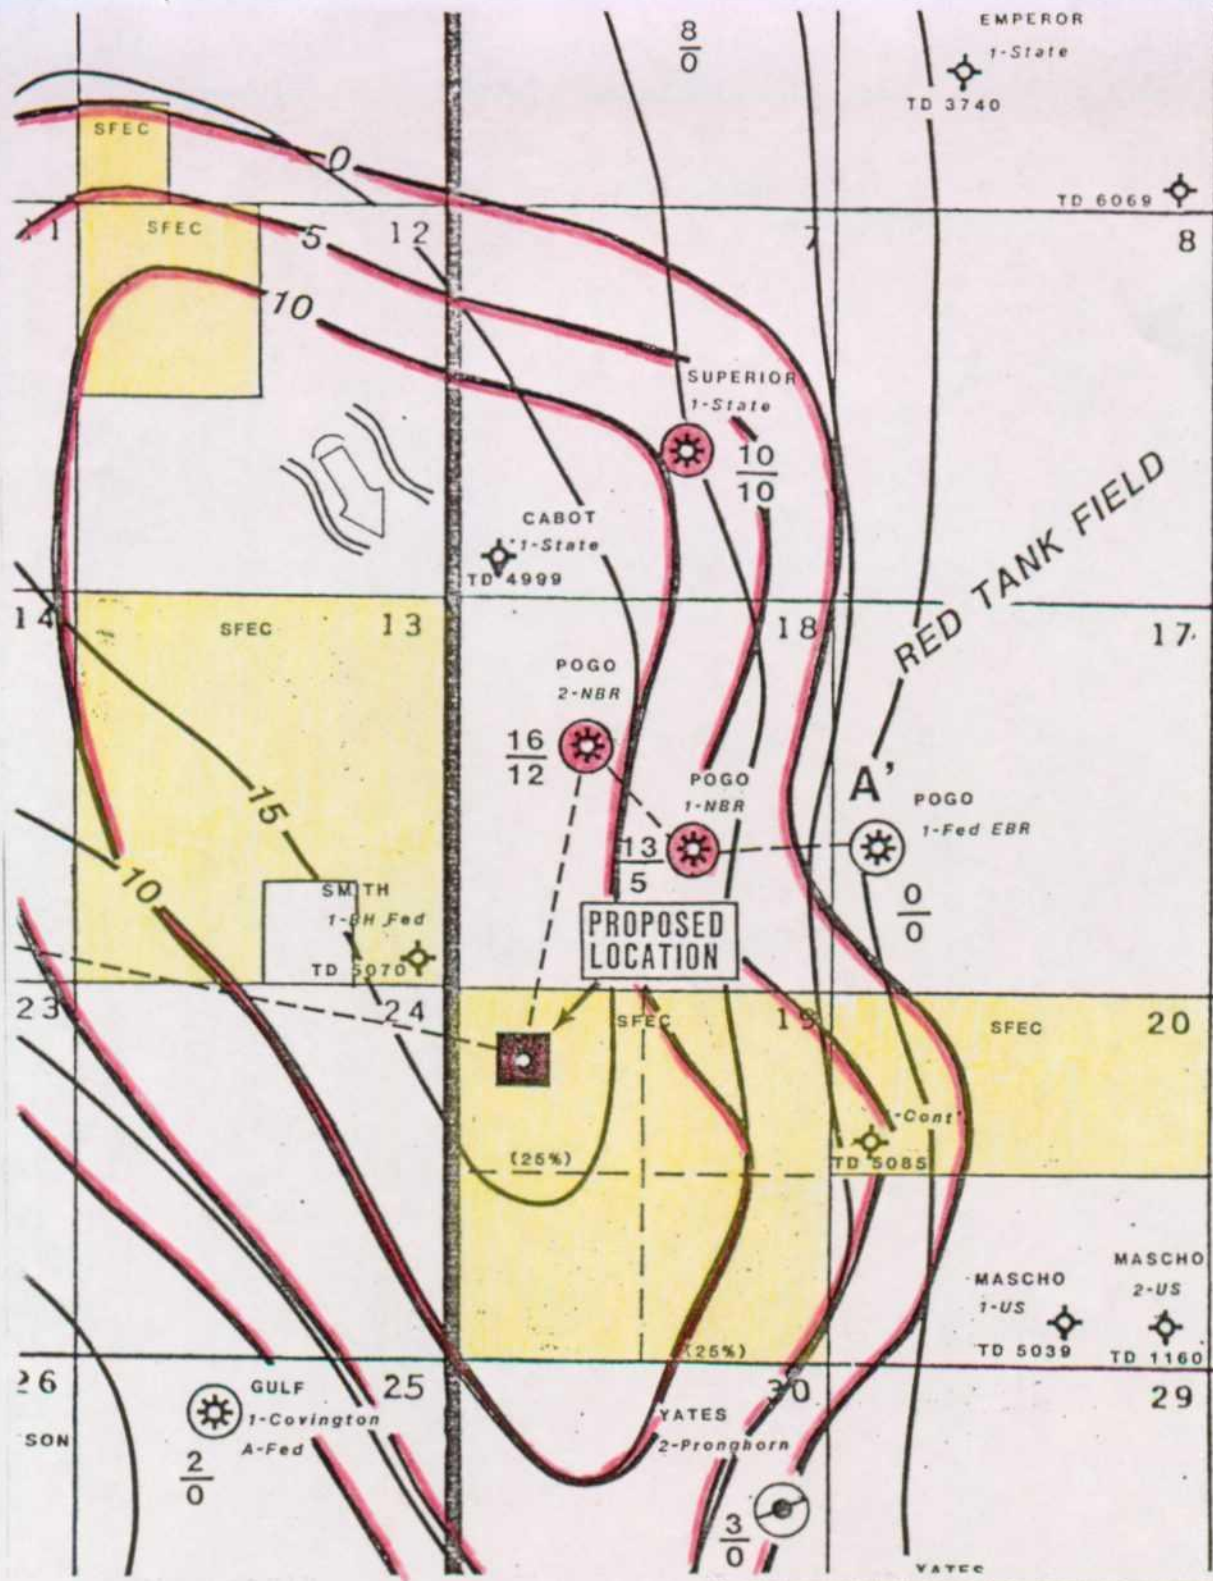 EMPEROR
1-State
TD 3740
8
0
SFEC
0
TD 6069
11
SFEC
5
12
7
8
10
SUPERIOR
1-State
10
10
CABOT
1-State
TD 4999
RED TANK FIELD
14
SFEC
13
18
17
POGO
2-NBR
16
12
POGO
1-NBR
13
5
A'
POGO
1-Fed EBR
0
0
15
10
SMITH
1-BH Fed
TD 5070
PROPOSED
LOCATION
23
24
SFEC
19
SFEC
20
1-Cont'
TD 5085
(25%)
(25%)
MASCHO
1-US
TD 5039
MASCHO
2-US
TD 1160
26
GULF
1-Covington
A-Fed
25
SON
2
0
YATES
2-Pronghorn
30
29
3
0
YATES